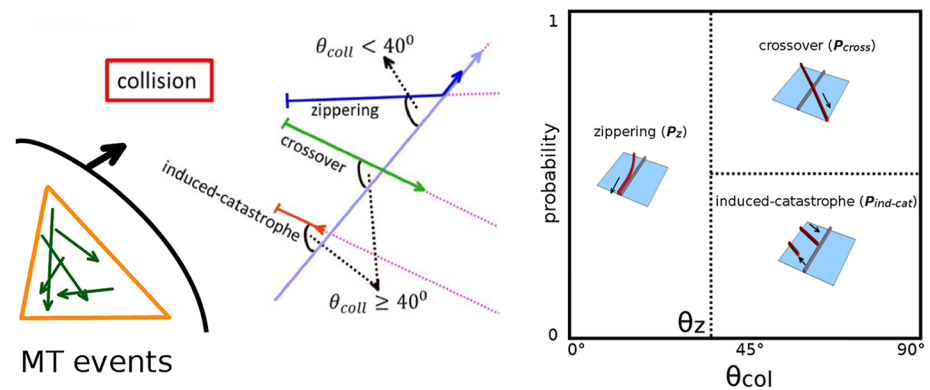 collision
θcoll < 40⁰
zippering
crossover
induced-catastrophe
θcoll ≥ 40⁰
MT events
1
probability
0
zippering (Pz)
crossover (Pcross)
induced-catastrophe (Pind-cat)
θz
0°
45°
90°
θcol